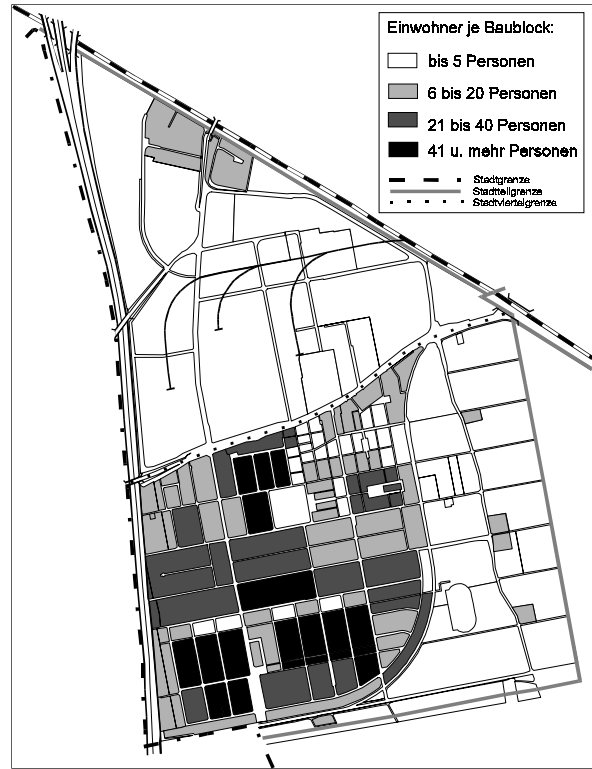 Einwohner je Baublock:
bis 5 Personen
6 bis 20 Personen
21 bis 40 Personen
41 u. mehr Personen
Stadtgrenze
Stadtteilgrenze
Stadtviertelgrenze